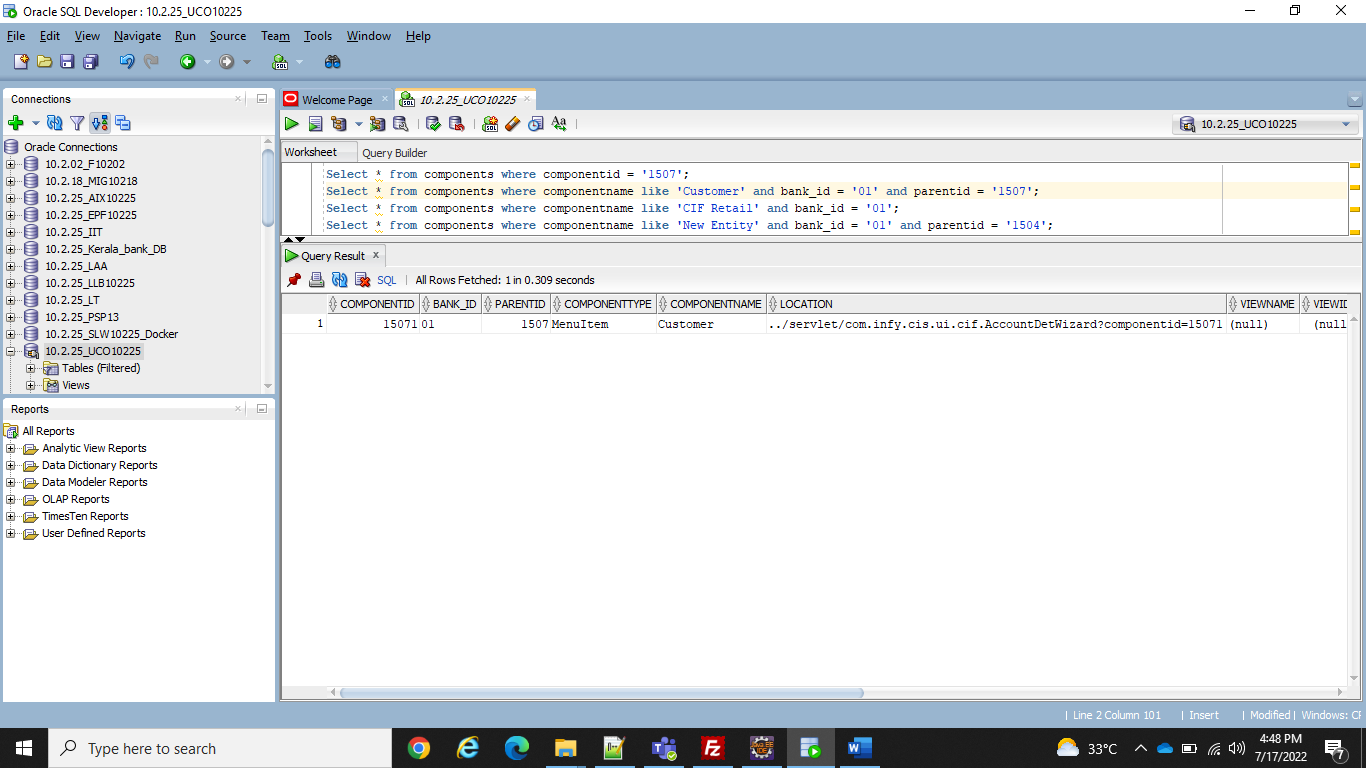 Oracle SQL Developer : 10.2.25_UCO10225
File Edit View Navigate Run Source Team Tools Window Help
Connections
Oracle Connections
10.2.02_F10202
10.2.18_MIG10218
10.2.25_AIX10225
10.2.25_EPF10225
10.2.25_IIT
10.2.25_Kerala_bank_DB
10.2.25_LAA
10.2.25_LLB10225
10.2.25_LT
10.2.25_PSP13
10.2.25_SLW10225_Docker
10.2.25_UCO10225
Tables (Filtered)
Views
Reports
All Reports
Analytic View Reports
Data Dictionary Reports
Data Modeler Reports
OLAP Reports
TimesTen Reports
User Defined Reports
Welcome Page 10.2.25_UCO10225
10.2.25_UCO10225
Worksheet Query Builder
Select * from components where componentid = '1507';
Select * from components where componentname like 'Customer' and bank_id = '01' and parentid = '1507';
Select * from components where componentname like 'CIF Retail' and bank_id = '01';
Select * from components where componentname like 'New Entity' and bank_id = '01' and parentid = '1504';
Query Result x
SQL | All Rows Fetched: 1 in 0.309 seconds
COMPONENTID BANK_ID PARENTID COMPONENTTYPE COMPONENTNAME LOCATION VIEWNAME VIEWID
1 15071 01 1507 MenuItem Customer ../servlet/com.infy.cis.ui.cif.AccountDetWizard?componentid=15071 (null) (null
| Line 2 Column 101 | Insert | Modified | Windows: CF
Type here to search
33°C
4:48 PM
7/17/2022
7